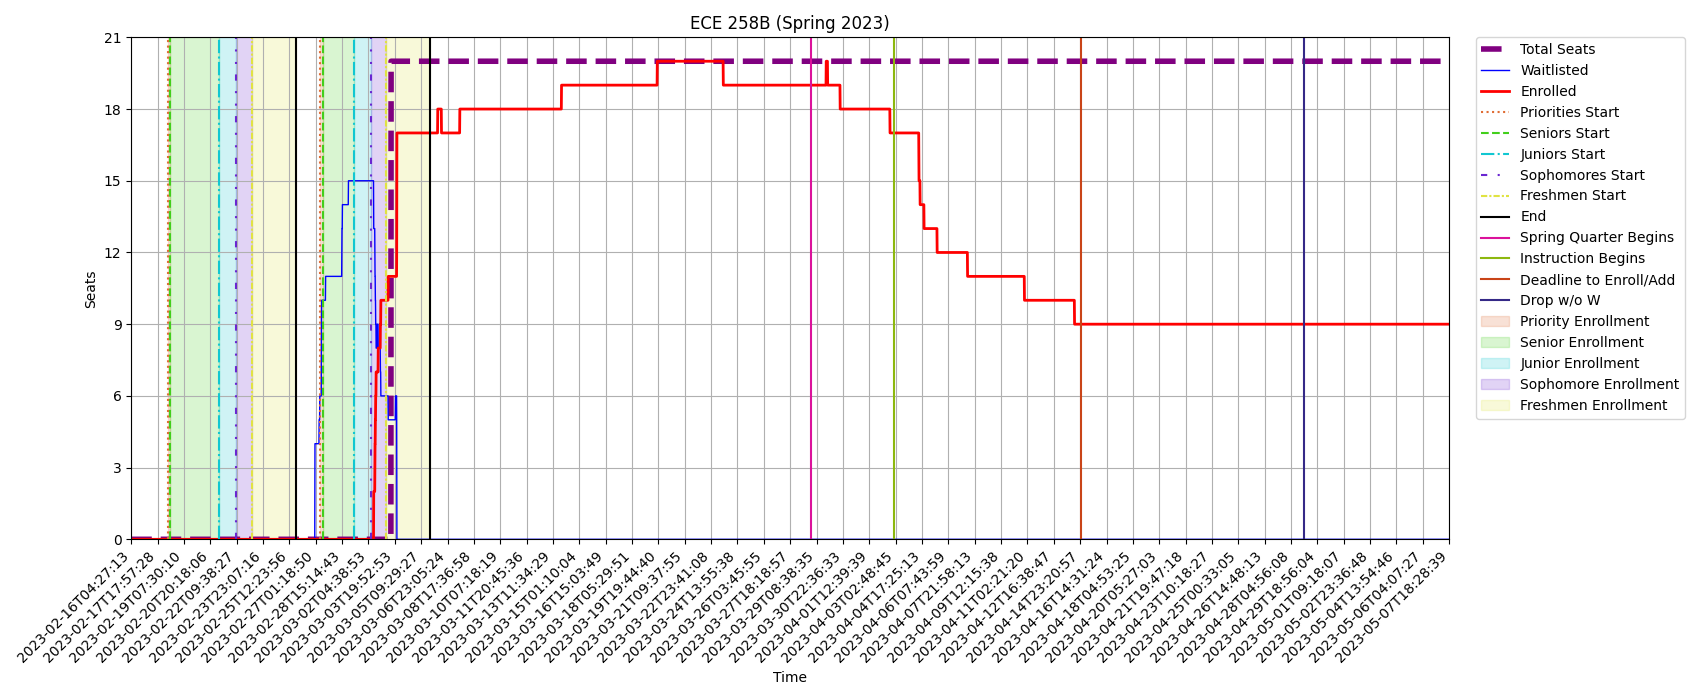 ECE 258B (Spring 2023)
21
18
15
12
9
6
3
0
Seats
2023-02-16T04:27:13
2023-02-17T17:57:28
2023-02-19T07:30:10
2023-02-20T20:18:06
2023-02-22T09:38:27
2023-02-23T23:07:16
2023-02-25T12:23:56
2023-02-27T01:18:50
2023-02-28T15:14:43
2023-03-02T04:38:53
2023-03-03T19:52:53
2023-03-05T09:29:27
2023-03-06T23:05:24
2023-03-08T10T17:36:58
2023-03-10T07:18:19
2023-03-11T20:45:36
2023-03-13T11:34:29
2023-03-15T01:10:04
2023-03-16T15:03:49
2023-03-18T05:29:51
2023-03-19T19:44:40
2023-03-21T09:37:55
2023-03-22T23:41:08
2023-03-24T13:55:38
2023-03-26T03:45:55
2023-03-27T18:18:57
2023-03-29T08:38:35
2023-03-30T22:36:33
2023-04-01T12:39:39
2023-04-03T02:48:45
2023-04-04T17:25:13
2023-04-06T07:43:59
2023-04-07T21:58:13
2023-04-09T12:15:38
2023-04-11T02:21:20
2023-04-12T16:38:47
2023-04-14T23:20:57
2023-04-16T14:31:24
2023-04-18T04:53:25
2023-04-20T05:27:03
2023-04-21T19:47:18
2023-04-23T10:18:27
2023-04-25T00:33:05
2023-04-26T14:48:13
2023-04-28T04:56:08
2023-04-29T18:56:04
2023-05-01T09:18:07
2023-05-02T23:36:48
2023-05-04T13:54:46
2023-05-06T04:07:27
2023-05-07T18:28:39
Time
Total Seats
Waitlisted
Enrolled
Priorities Start
Seniors Start
Juniors Start
Sophomores Start
Freshmen Start
End
Spring Quarter Begins
Instruction Begins
Deadline to Enroll/Add
Drop w/o W
Priority Enrollment
Senior Enrollment
Junior Enrollment
Sophomore Enrollment
Freshmen Enrollment